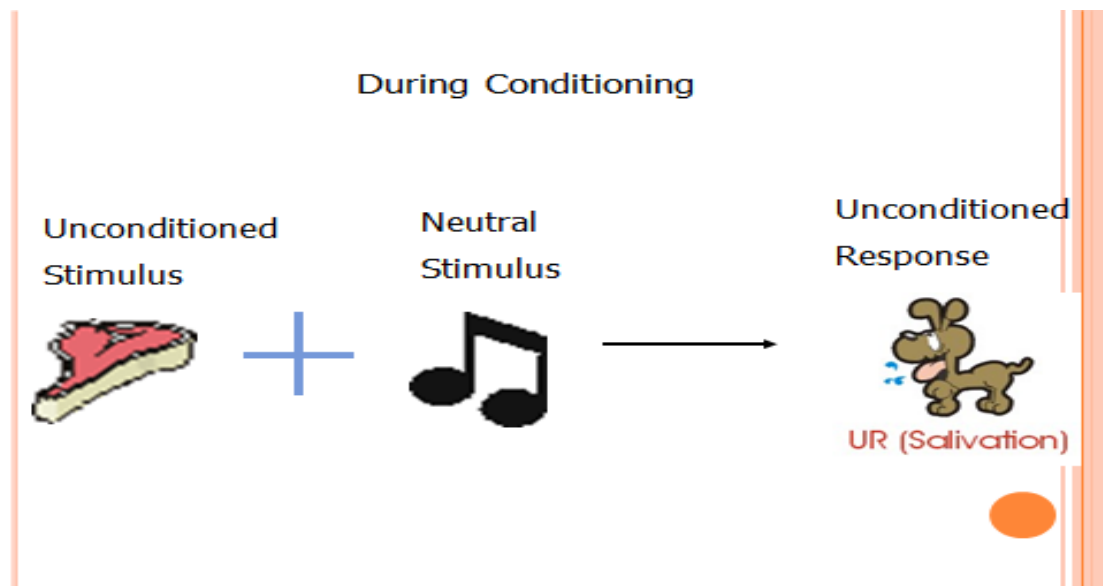 During Conditioning
Unconditioned
Stimulus
Neutral
Stimulus
Unconditioned
Response
UR (Salivation)